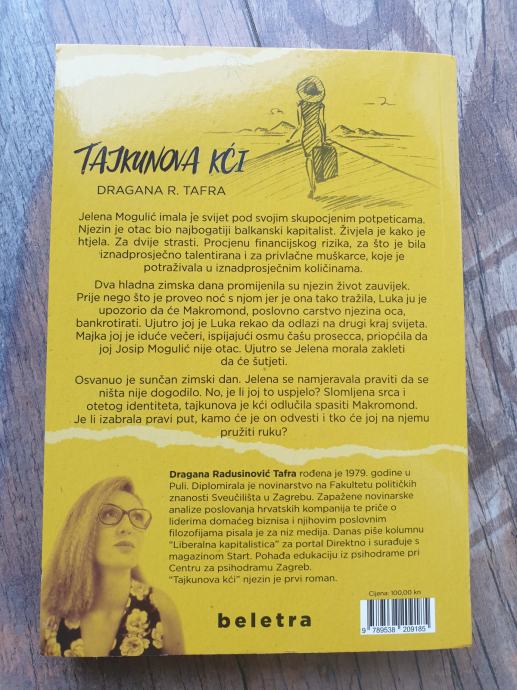 TAJKUNOVA KĆI
DRAGANA R. TAFRA
Jelena Mogulić imala je svijet pod svojim skupocjenim potpeticama.
Njezin je otac bio najbogatiji balkanski kapitalist. Živjela je kako je
htjela. Za dvije strasti. Procjenu financijskog rizika, za što je bila
iznadprosječno talentirana i za privlačne muškarce, koje je
potraživala u iznadprosječnim količinama.
Dva hladna zimska dana promijenila su njezin život zauvijek.
Prije nego što je proveo noć s njom jer je ona tako tražila, Luka ju je
upozorio da će Makromond, poslovno carstvo njezina oca,
bankrotirati. Ujutro joj je Luka rekao da odlazi na drugi kraj svijeta.
Majka joj je iduće večeri, ispijajući osmu čašu prosecca, priopćila da
joj Josip Mogulić nije otac. Ujutro se Jelena morala zakleti
da će šutjeti.
Osvanuo je sunčan zimski dan. Jelena se namjeravala praviti da se
ništa nije dogodilo. No, je li joj to uspjelo? Slomljena srca i
otetog identiteta, tajkunova je kći odlučila spasiti Makromond.
Je li izabrala pravi put, kamo će je on odvesti i tko će joj na njemu
pružiti ruku?
Dragana Radusinović Tafra rođena je 1979. godine u
Puli. Diplomirala je novinarstvo na Fakultetu političkih
znanosti Sveučilišta u Zagrebu. Zapažene novinarske
analize poslovanja hrvatskih kompanija te priče o
liderima domaćeg biznisa i njihovim poslovnim
filozofijama pisala je za niz medija. Danas piše kolumnu
"Liberalna kapitalistica" za portal Direktno i surađuje s
magazinom Start. Pohađa edukaciju iz psihodrame pri
Centru za psihodramu Zagreb.
"Tajkunova kći" njezin je prvi roman.
Cijena: 100,00 kn
beletra
9 789538 209185